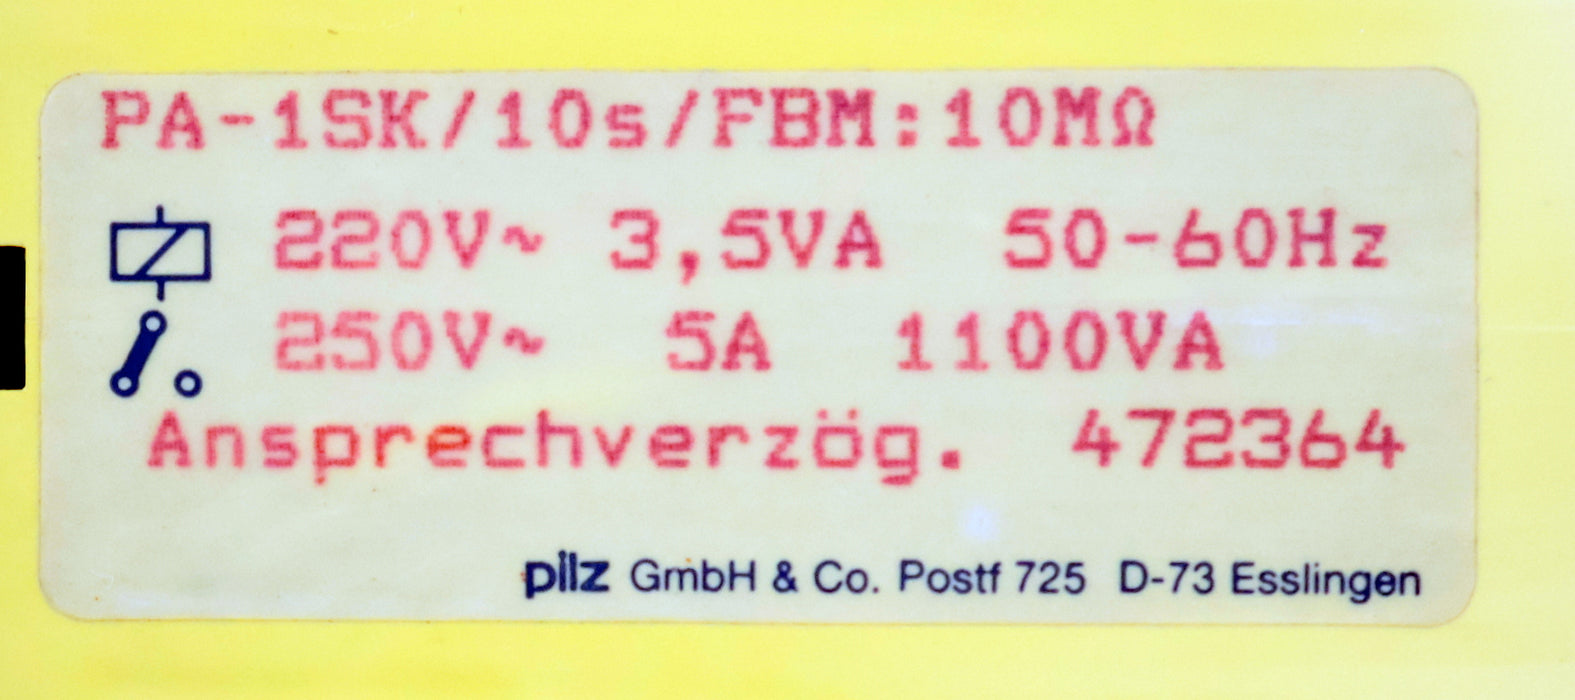 PA-1SK/10s/FBM:10MΩ
220V~ 3,5VA 50-60Hz
250V~ 5A 1100VA
Ansprechverzög. 472364
pilz GmbH & Co. Postf 725 D-73 Esslingen